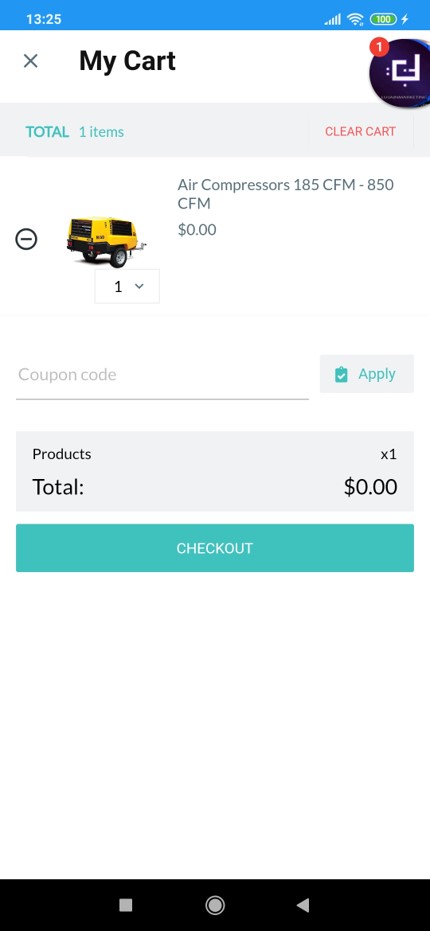 13:25
100
My Cart
1
TOTAL 1 items
CLEAR CART
Air Compressors 185 CFM - 850
CFM
$0.00
1
Coupon code
Apply
Products
x1
Total:
$0.00
CHECKOUT